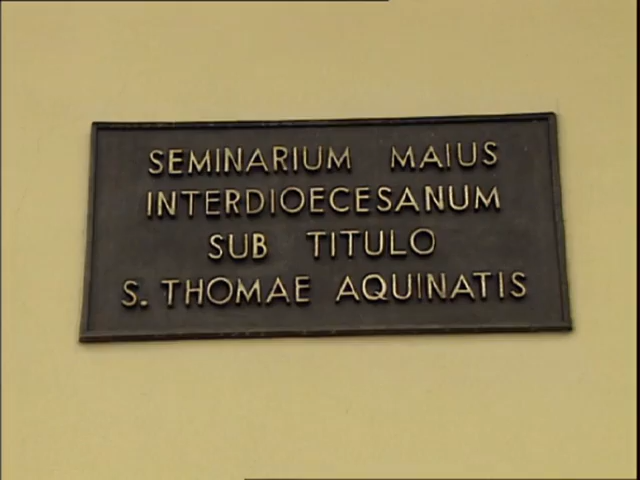 SEMINARIUM MAIUS
INTERDIOECESANUM
SUB TITULO
S. THOMAE AQUINATIS